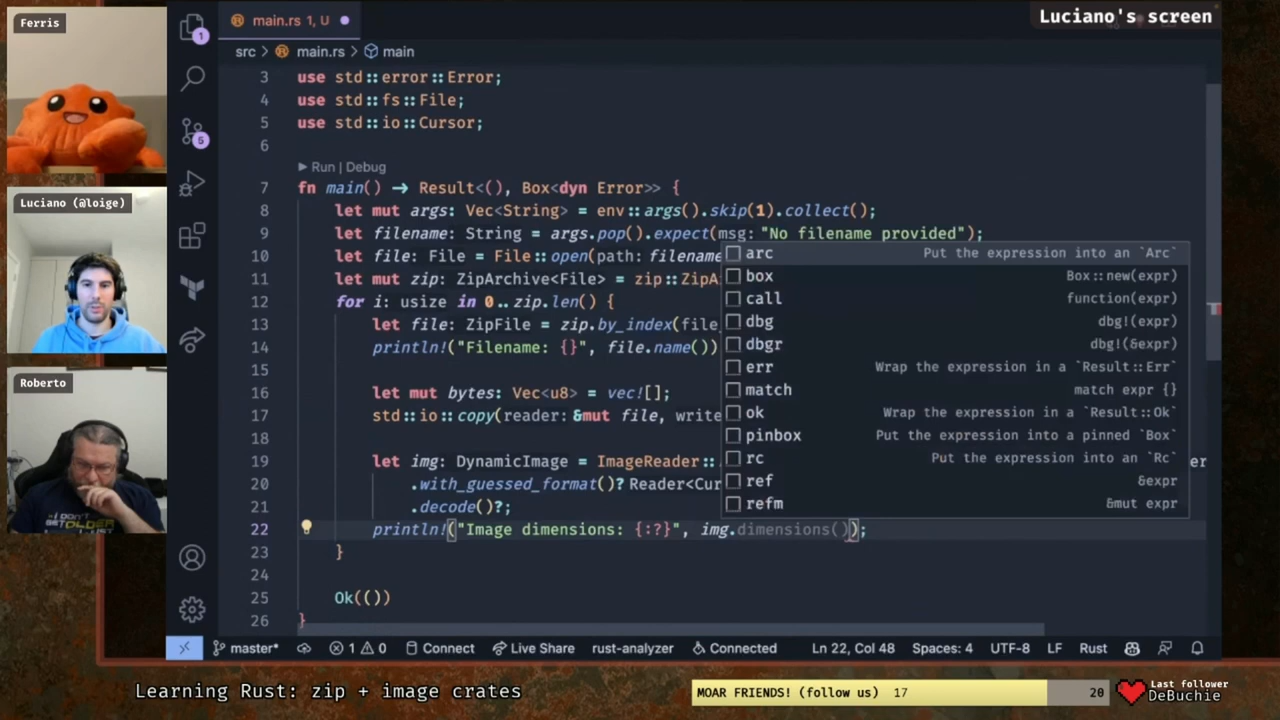 Ferris
Luciano (@loige)
Roberto
main.rs 1, U
Luciano's screen
src > main.rs > main
1
5
3 use std::error::Error;
4 use std::fs::File;
5 use std::io::Cursor;
6
Run | Debug
7 fn main() → Result<(), Box<dyn Error>> {
8 let mut args: Vec<String> = env::args().skip(1).collect();
9 let filename: String = args.pop().expect(msg: "No filename provided");
10 let file: File = File::open(path: filename
11 let mut zip: ZipArchive<File> = zip::ZipA
12 for i: usize in 0..zip.len() {
13 let file: ZipFile = zip.by_index(file
14 println!("Filename: {}", file.name())
15
16 let mut bytes: Vec<u8> = vec![];
17 std::io::copy(reader: &mut file, write
18
19 let img: DynamicImage = ImageReader::
20 .with_guessed_format()? Reader<Cur
21 .decode()?;
22 println!("Image dimensions: {:?}", img.dimensions());
23 }
24
25 Ok(())
26 }
arc Put the expression into an `Arc`
box Box::new(expr)
call function(expr)
dbg dbg!(expr)
dbgr dbg!(&expr)
err Wrap the expression in a `Result::Err`
match match expr {}
ok Wrap the expression in a `Result::Ok`
pinbox Put the expression into a pinned `Box`
rc Put the expression into an `Rc`
ref &expr
refm &mut expr
er
master* 1 0 Connect Live Share rust-analyzer Connected Ln 22, Col 48 Spaces: 4 UTF-8 LF Rust
Learning Rust: zip + image crates
MOAR FRIENDS! (follow us) 17 20
Last follower
DeBuchie